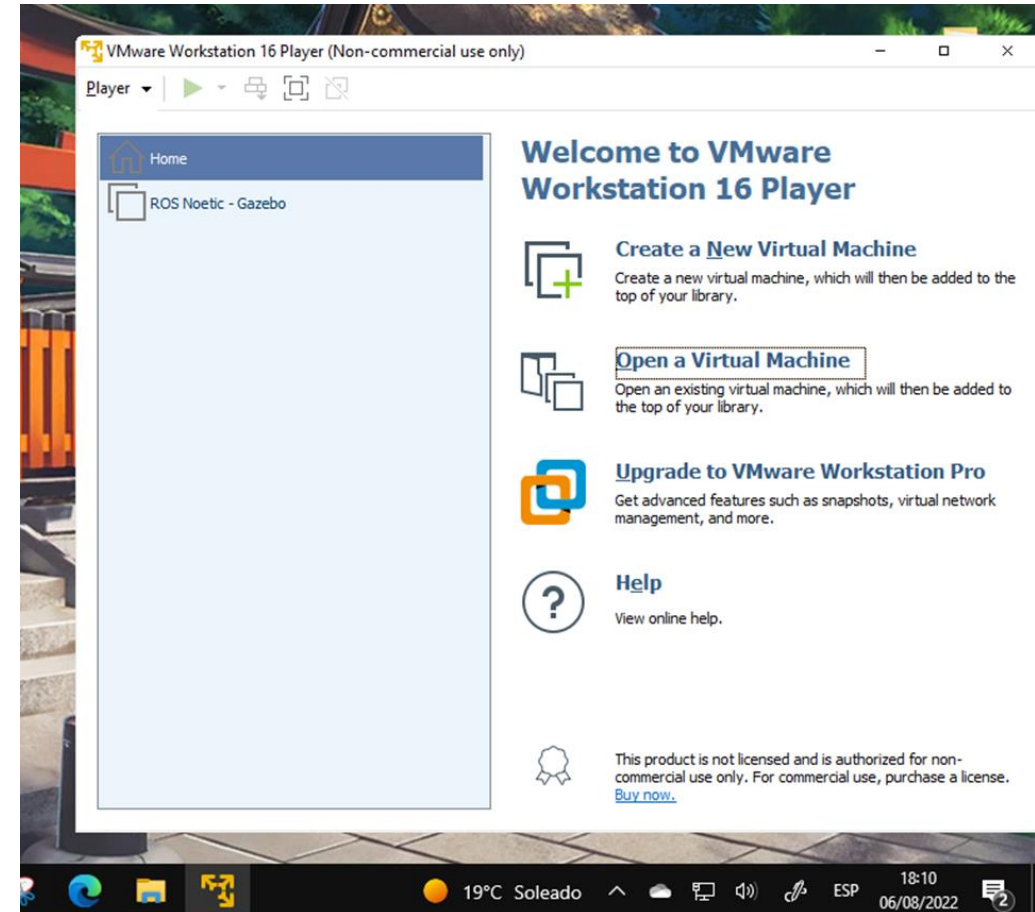 VMware Workstation 16 Player (Non-commercial use only)
Player
Home
ROS Noetic - Gazebo
Welcome to VMware
Workstation 16 Player
Create a New Virtual Machine
Create a new virtual machine, which will then be added to the
top of your library.
Open a Virtual Machine
Open an existing virtual machine, which will then be added to
the top of your library.
Upgrade to VMware Workstation Pro
Get advanced features such as snapshots, virtual network
management, and more.
?
Help
View online help.
This product is not licensed and is authorized for non-
commercial use only. For commercial use, purchase a license.
Buy now.
19°C Soleado
ESP
18:10
06/08/2022
2